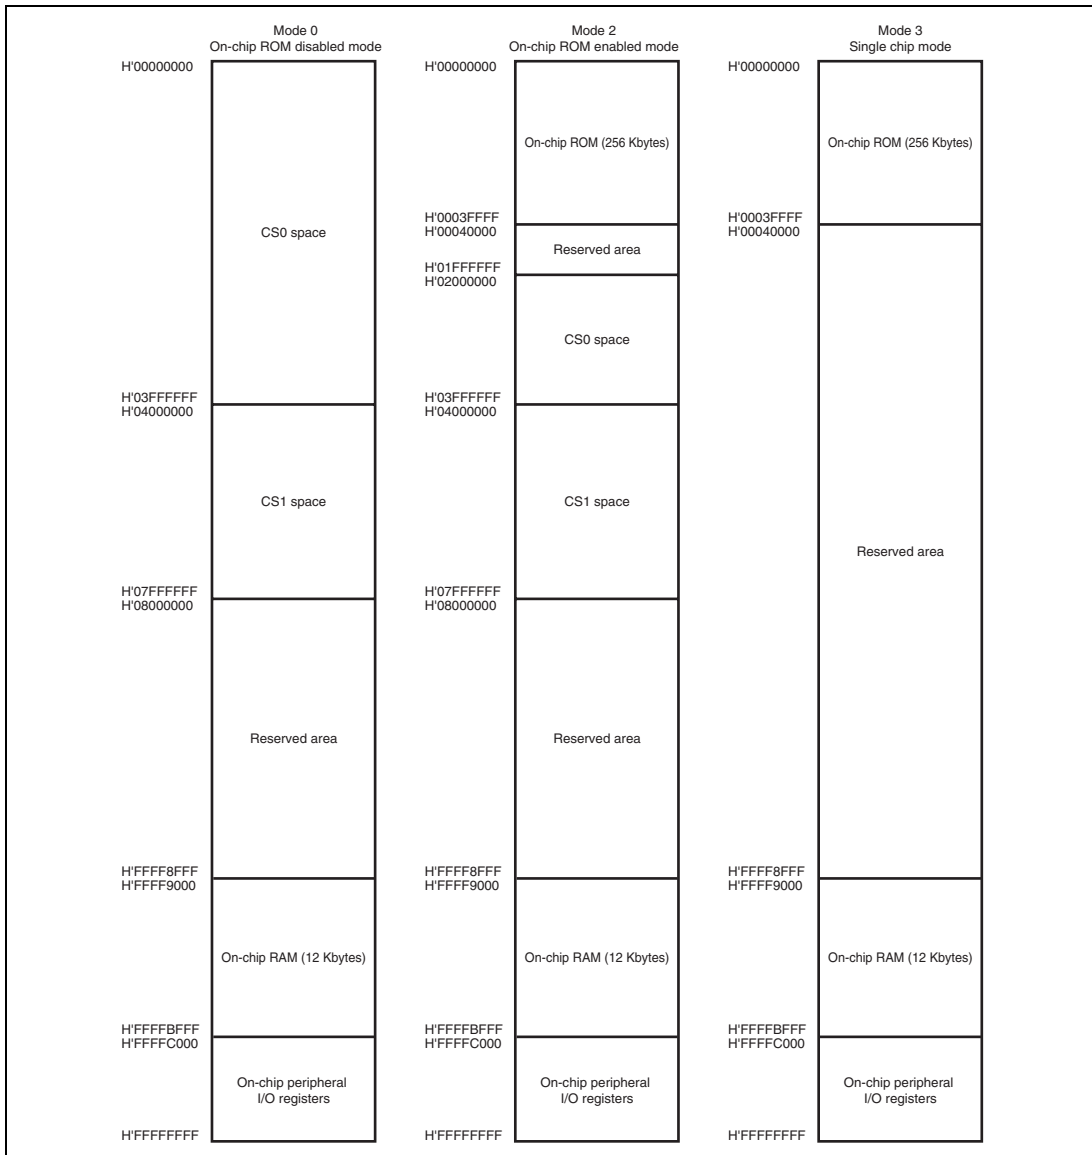 Mode 0
On-chip ROM disabled mode
H'00000000
CS0 space
H'03FFFFFF
H'04000000
CS1 space
H'07FFFFFF
H'08000000
Reserved area
H'FFFF8FFF
H'FFFF9000
On-chip RAM (12 Kbytes)
H'FFFFBFFF
H'FFFFC000
On-chip peripheral
I/O registers
H'FFFFFFFF
Mode 2
On-chip ROM enabled mode
H'00000000
On-chip ROM (256 Kbytes)
H'0003FFFF
H'00040000
Reserved area
H'01FFFFFF
H'02000000
CS0 space
H'03FFFFFF
H'04000000
CS1 space
H'07FFFFFF
H'08000000
Reserved area
H'FFFF8FFF
H'FFFF9000
On-chip RAM (12 Kbytes)
H'FFFFBFFF
H'FFFFC000
On-chip peripheral
I/O registers
H'FFFFFFFF
Mode 3
Single chip mode
H'00000000
On-chip ROM (256 Kbytes)
H'0003FFFF
H'00040000
Reserved area
H'FFFF8FFF
H'FFFF9000
On-chip RAM (12 Kbytes)
H'FFFFBFFF
H'FFFFC000
On-chip peripheral
I/O registers
H'FFFFFFFF